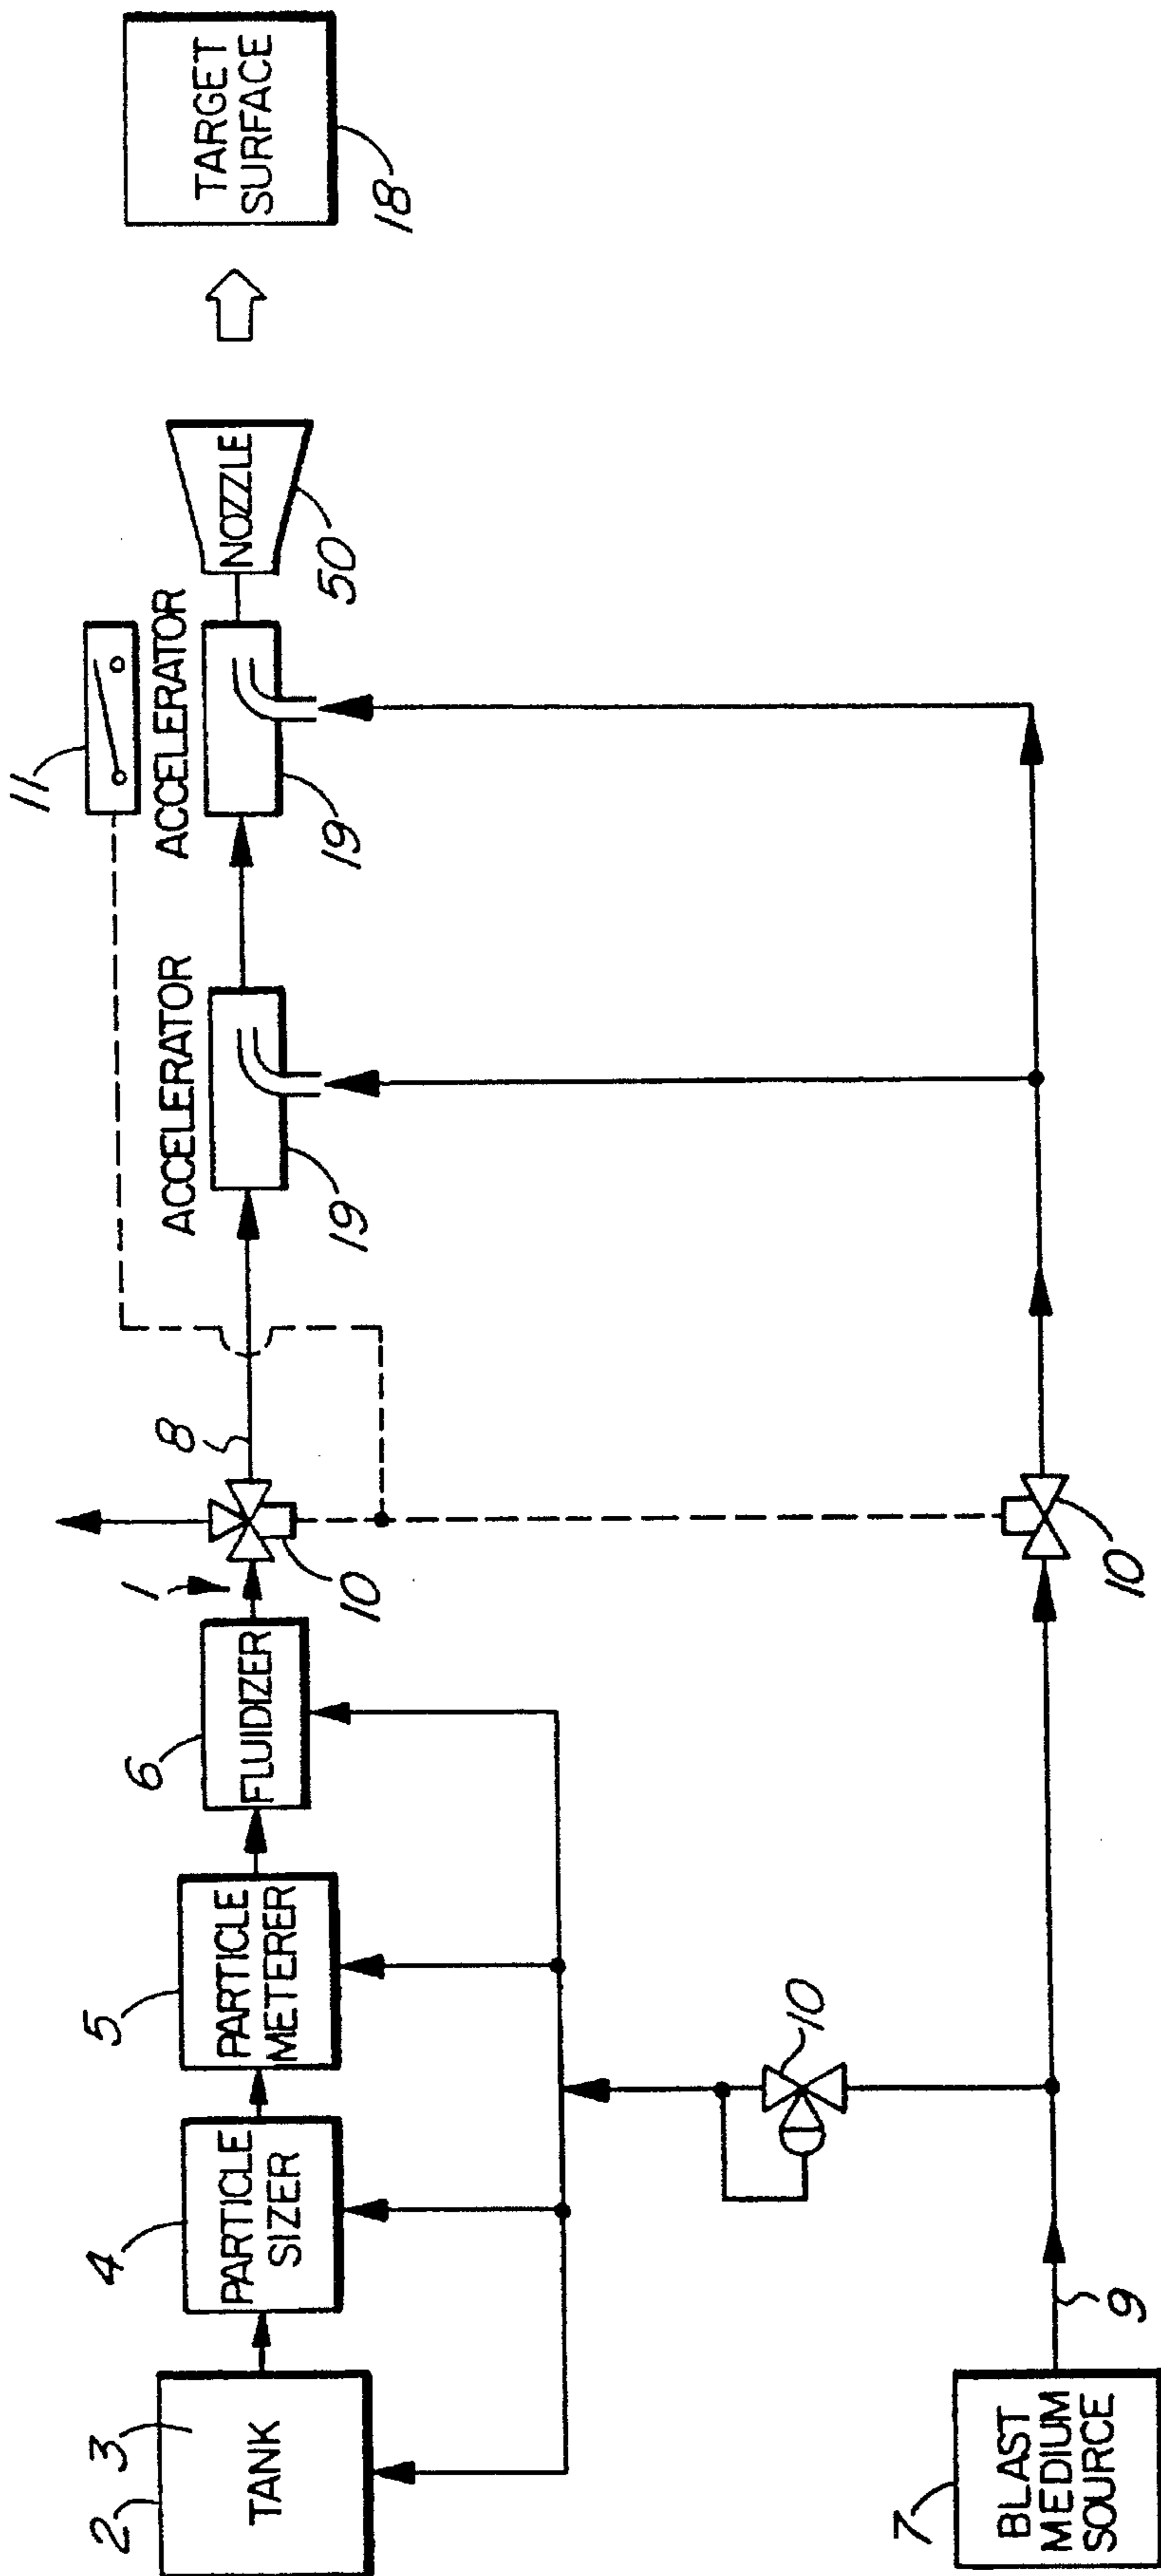 11
ACCELERATOR
ACCELERATOR
NOZZLE
50
TARGET
SURFACE
18
19
19
8
1
10
6
FLUIDIZER
5
PARTICLE
METERER
4
PARTICLE
SIZER
2
3
TANK
10
10
7
BLAST
MEDIUM
SOURCE
9